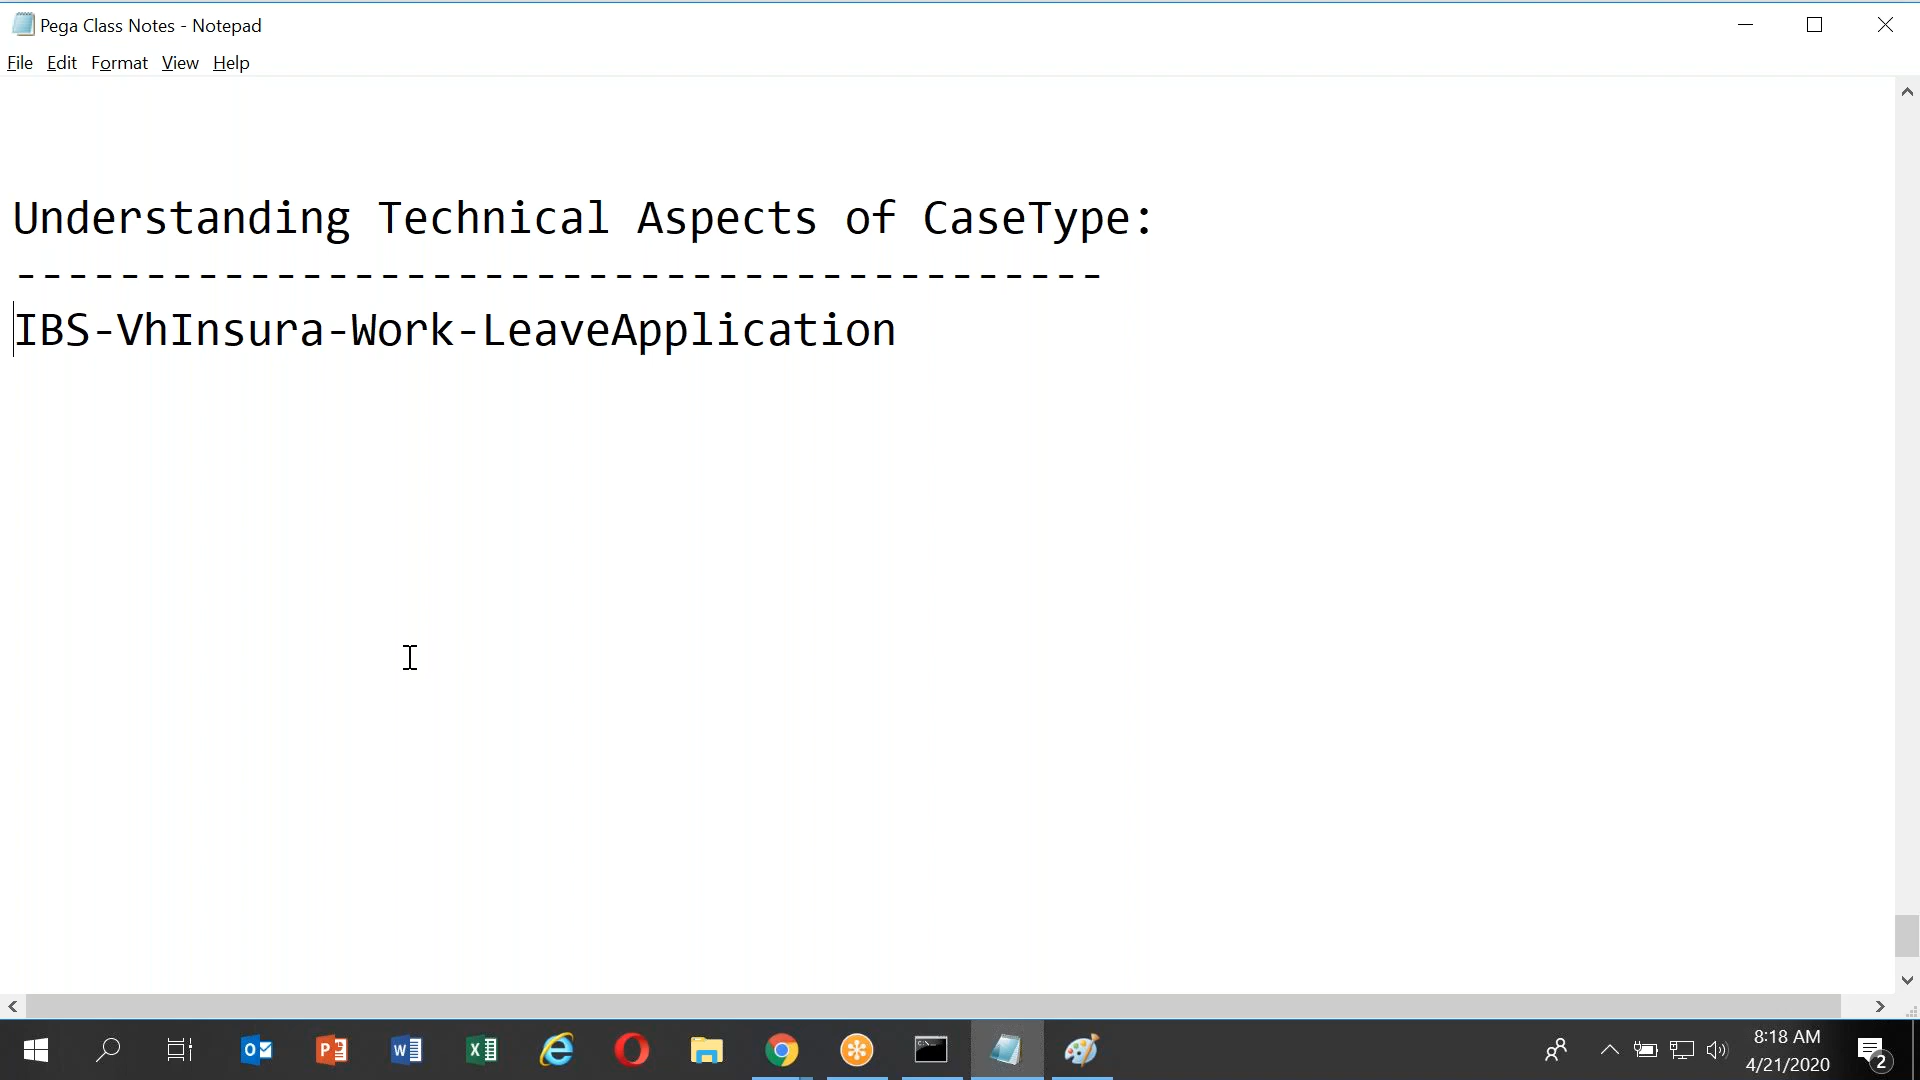 Pega Class Notes - Notepad
File Edit Format View Help
Understanding Technical Aspects of CaseType:
------------------------------------------
IBS-VhInsura-Work-LeaveApplication
8:18 AM
4/21/2020
2